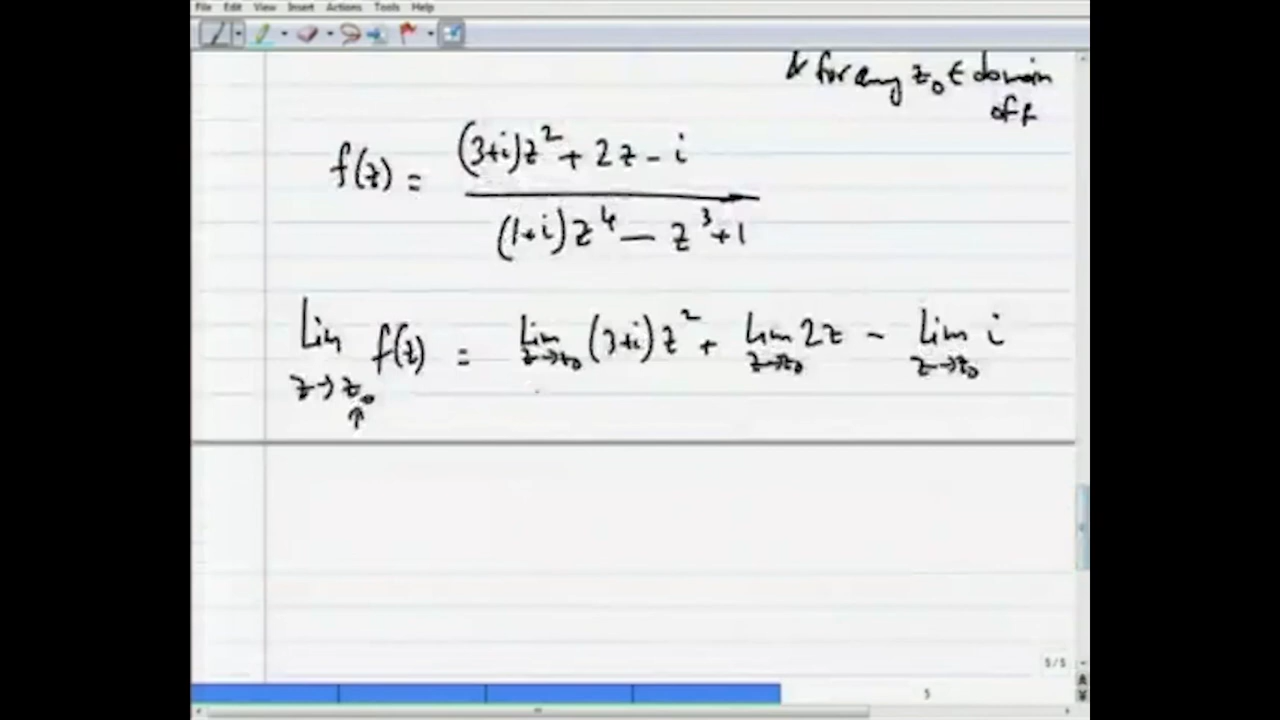 File Edit View Insert Actions Tools Help
& for any z₀ ∈ domain
of f
f(z) = ((3+i)z² + 2z - i) / ((1+i)z⁴ - z³ + 1)
Lim z→z₀ f(z) = lim z→z₀ (3+i)z² + Lim z→z₀ 2z - Lim z→z₀ i
↑
5/5
5